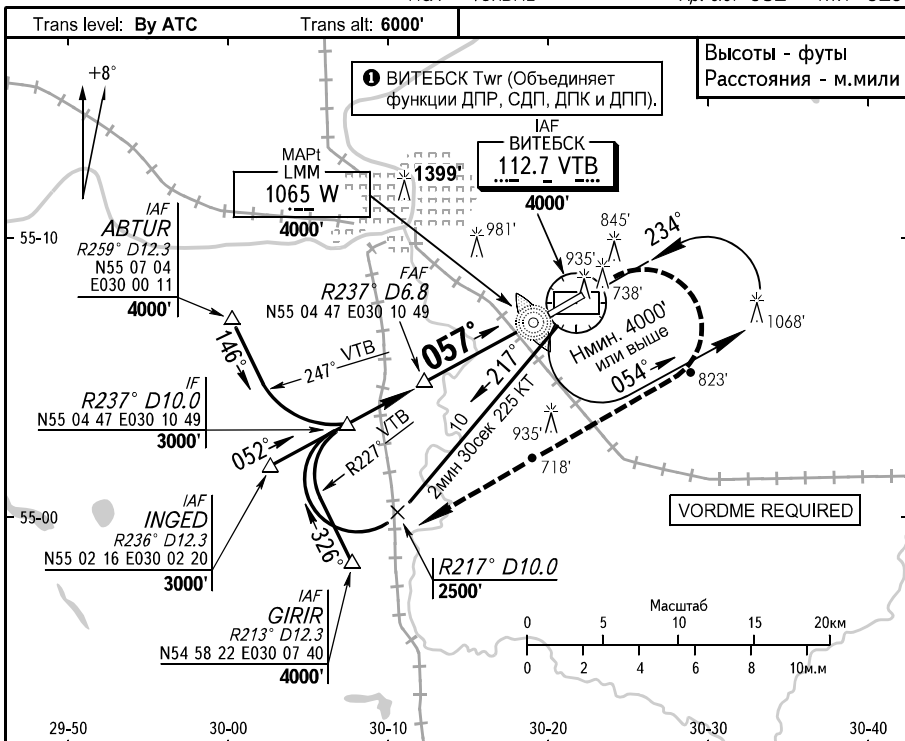 Trans level: By ATC
Trans alt: 6000'
Высоты - футы
Расстояния - м.мили
+8°
❶ ВИТЕБСК Twr (Объединяет
функции ДПР, СДП, ДПК и ДПП).
IAF
ВИТЕБСК
112.7 VTB
4000'
MAPt
LMM
1065 W
4000'
1399'
981'
845'
935'
738'
1068'
234°
IAF
ABTUR
R259° D12.3
N55 07 04
E030 00 11
4000'
55-10
FAF
R237° D6.8
N55 04 47 E030 10 49
057°
217°
Hмин. 4000'
или выше
054°
823'
146°
247° VTB
IF
R237° D10.0
N55 04 47 E030 10 49
3000'
052°
R227° VTB
10
2мин 30сек 225 КТ
935'
718'
55-00
VORDME REQUIRED
IAF
INGED
R236° D12.3
N55 02 16 E030 02 20
3000'
326°
R217° D10.0
2500'
IAF
GIRIR
R213° D12.3
N54 58 22 E030 07 40
4000'
Масштаб
0 5 10 15 20км
0 2 4 6 8 10м.м
29-50 30-00 30-10 30-20 30-30 30-40